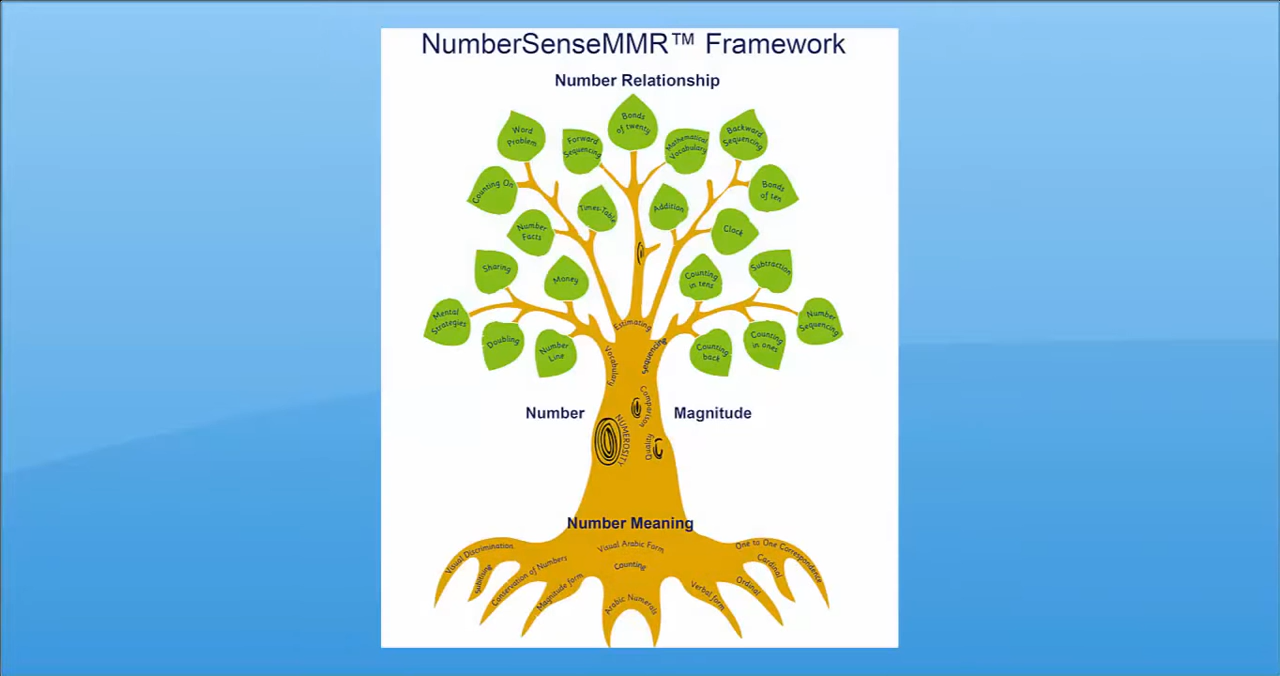 NumberSenseMMR™ Framework
Number Relationship
Bonds
of twenty
Word
Problem
Forward
Sequencing
Mathematical
Vocabulary
Backward
Sequencing
Counting On
Times-Table
Addition
Bonds
of ten
Number
Facts
Clock
Sharing
Money
Counting
in tens
Subtraction
Mental
Strategies
Doubling
Number
Line
Counting
back
Counting
in ones
Number
Sequencing
Estimating
Vocabulary
Sequencing
Comparison
Number
Magnitude
NUMEROSITY
Quality
Number Meaning
Visual Discrimination
subitising
Conservation of Numbers
Magnitude form
Visual Arabic Form
Counting
Arabic Numerals
Verbal form
Ordinal
Cardinal
One to One Correspondence